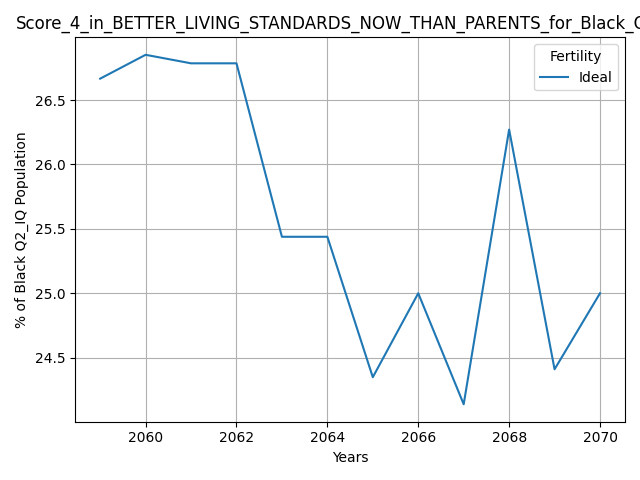 Score_4_in_BETTER_LIVING_STANDARDS_NOW_THAN_PARENTS_for_Black_
Fertility
Ideal
% of Black Q2_IQ Population
26.5
26.0
25.5
25.0
24.5
2060 2062 2064 2066 2068 2070
Years